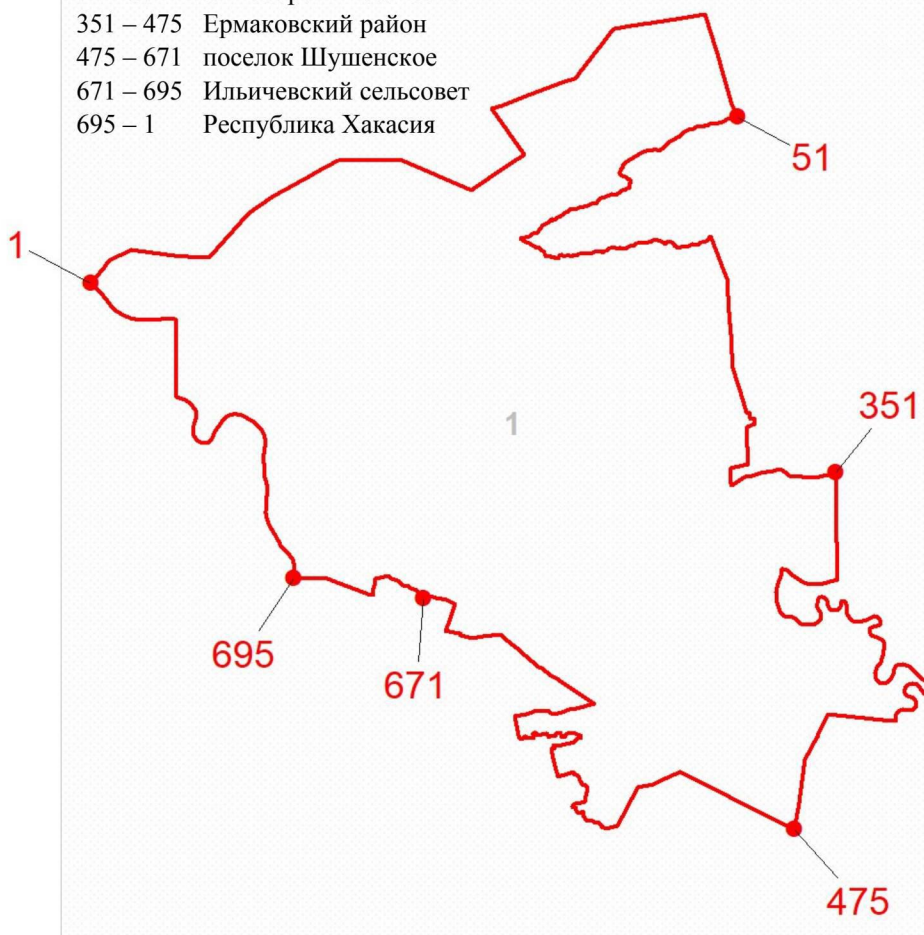 351 – 475 Ермаковский район
475 – 671 поселок Шушенское
671 – 695 Ильичевский сельсовет
695 – 1 Республика Хакасия
51
1
351
1
695
671
475